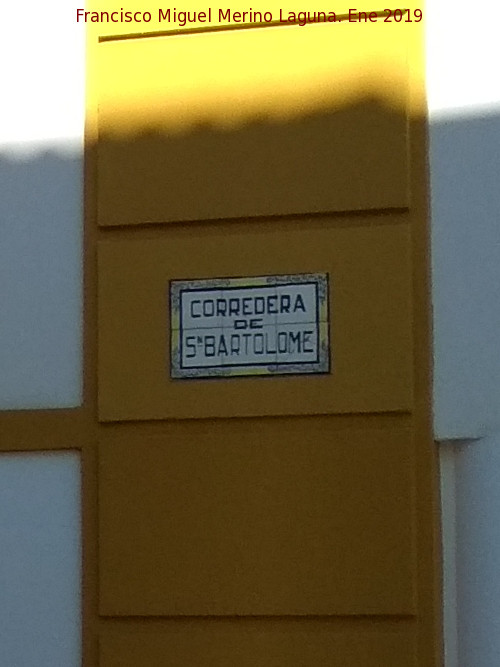 Francisco Miguel Merino Laguna. Ene 2019
CORREDERA
DE
Sn BARTOLOME